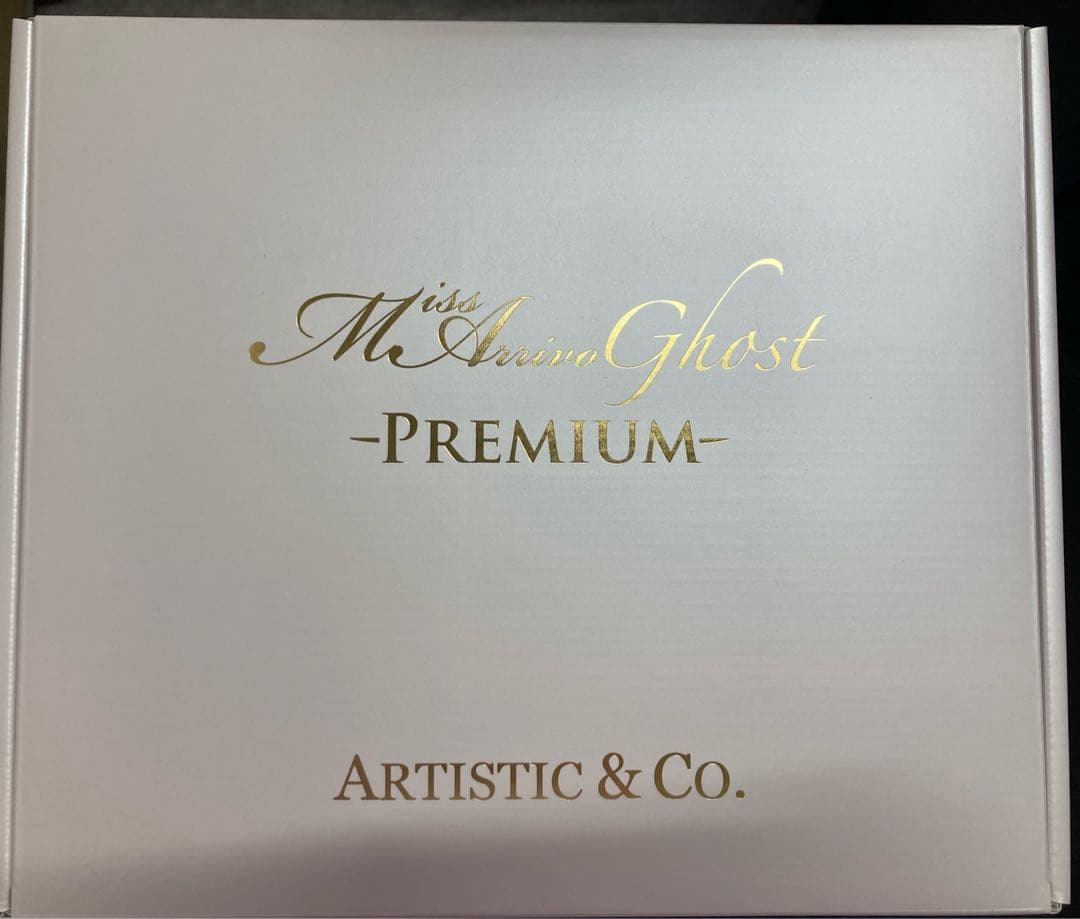 Miss Arrivo Ghost
-PREMIUM-
ARTISTIC & CO.